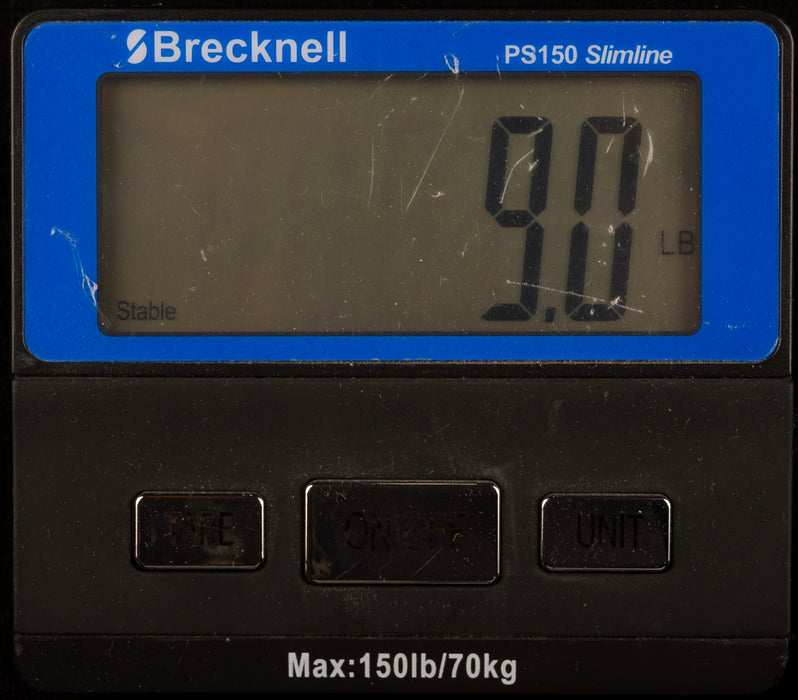 Brecknell
PS150 Slimline
9.0
LB
Stable
TARE
ON/OFF
UNIT
Max:150lb/70kg